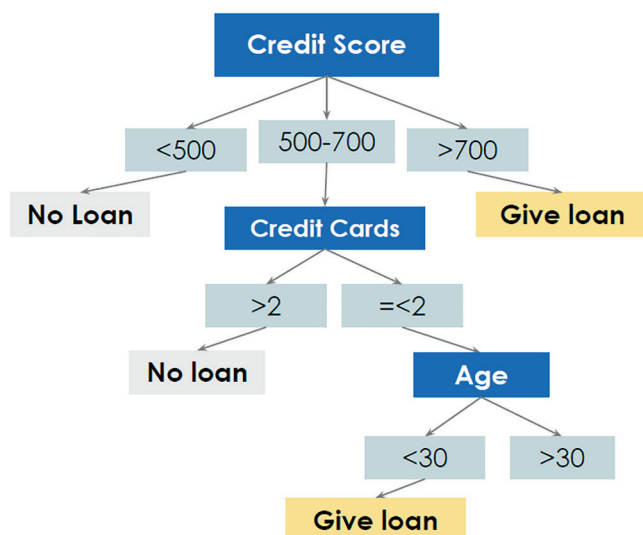 Credit Score
<500
500-700
>700
No Loan
Give loan
Credit Cards
>2
=<2
No loan
Age
<30
>30
Give loan